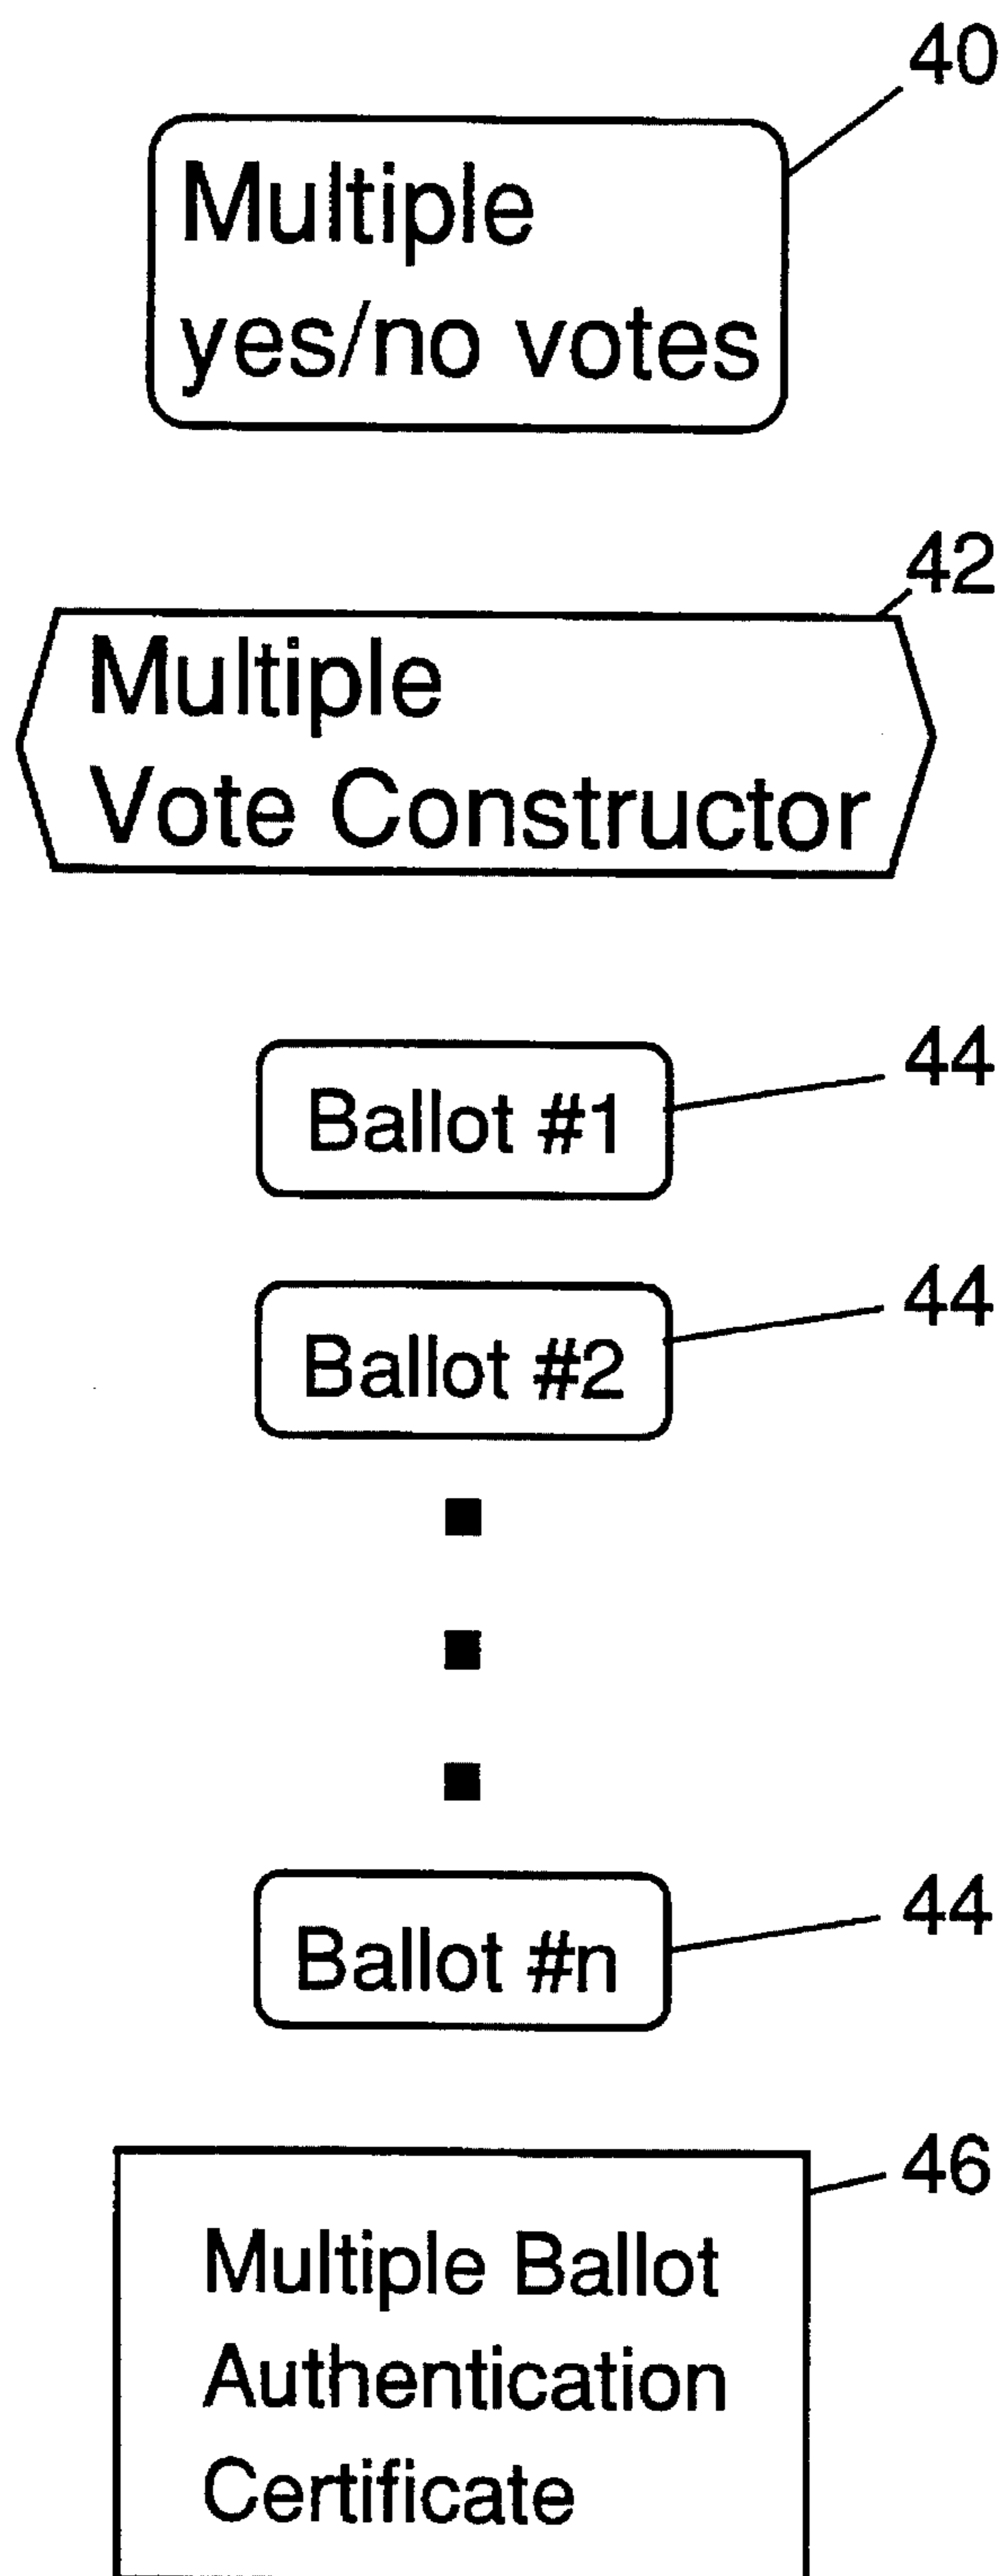 40
Multiple
yes/no votes
42
Multiple
Vote Constructor
44
Ballot #1
44
Ballot #2
44
Ballot #n
46
Multiple Ballot
Authentication
Certificate